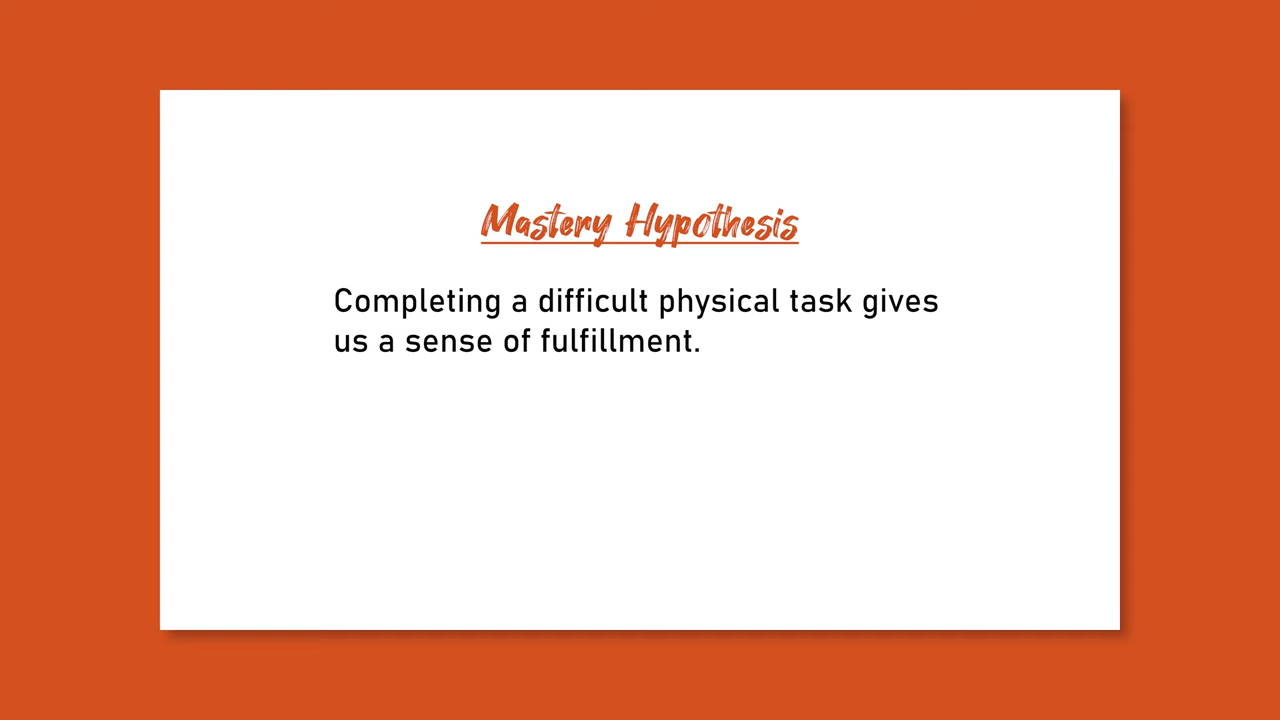 Mastery Hypothesis
Completing a difficult physical task gives
us a sense of fulfillment.